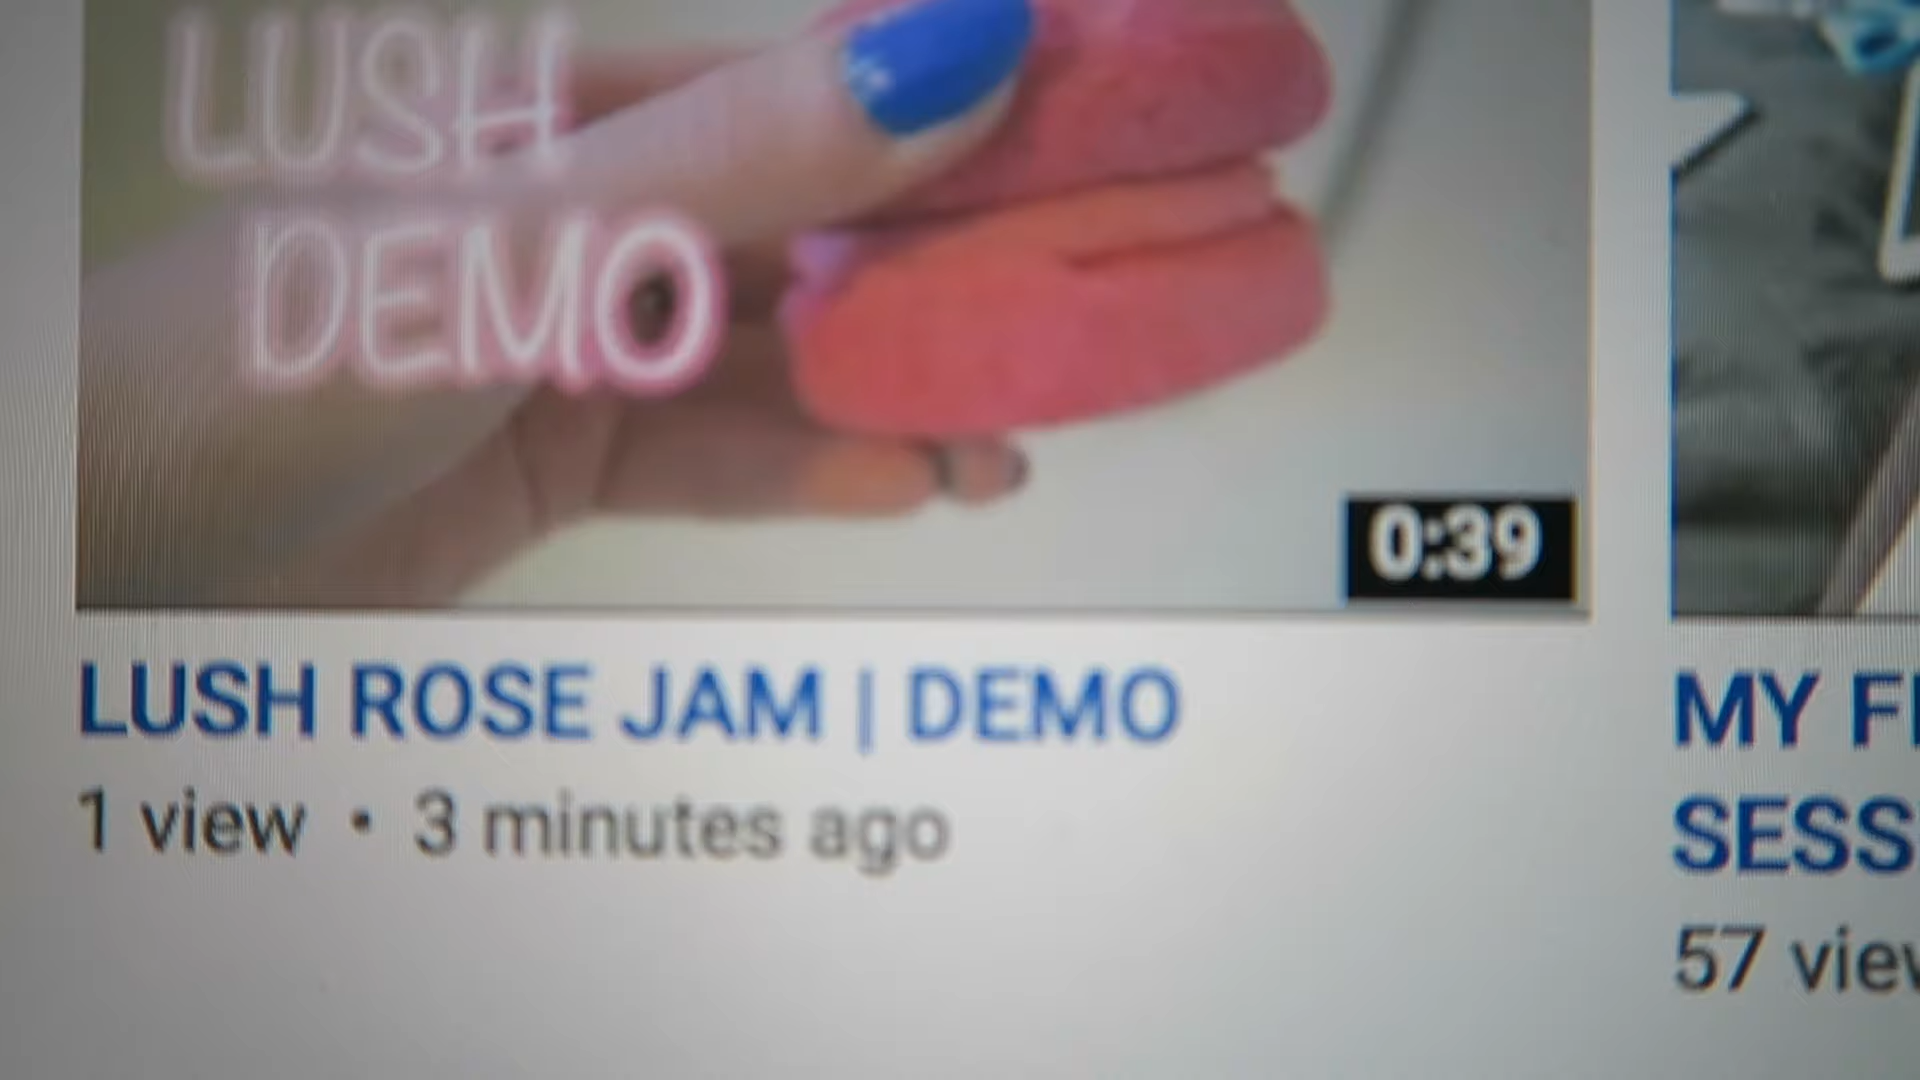 LUSH
DEMO
0:39
LUSH ROSE JAM | DEMO
1 view • 3 minutes ago
MY
SESS
57